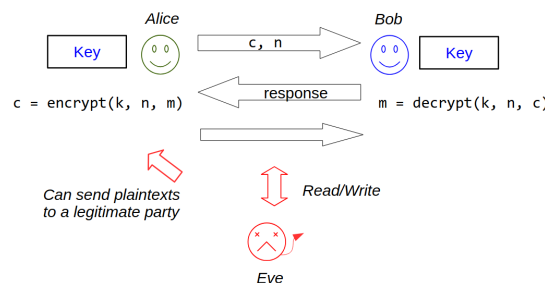 Alice
Bob
Key
c, n
Key
response
c = encrypt(k, n, m)
m = decrypt(k, n, c)
Can send plaintexts
to a legitimate party
Read/Write
Eve